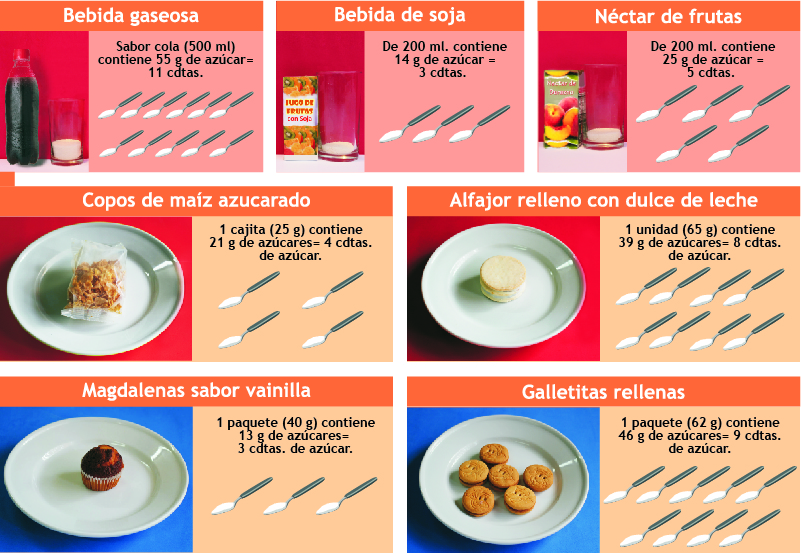 Bebida gaseosa
Sabor cola (500 ml)
contiene 55 g de azúcar=
11 cdtas.
Bebida de soja
De 200 ml. contiene
14 g de azúcar =
3 cdtas.
JUGO DE
FRUTAS
con Soja
Néctar de frutas
De 200 ml. contiene
25 g de azúcar =
5 cdtas.
Néctar de
Durazno
Copos de maíz azucarado
1 cajita (25 g) contiene
21 g de azúcares= 4 cdtas.
de azúcar.
Alfajor relleno con dulce de leche
1 unidad (65 g) contiene
39 g de azúcares= 8 cdtas.
de azúcar.
Magdalenas sabor vainilla
1 paquete (40 g) contiene
13 g de azúcares=
3 cdtas. de azúcar.
Galletitas rellenas
1 paquete (62 g) contiene
46 g de azúcares= 9 cdtas.
de azúcar.